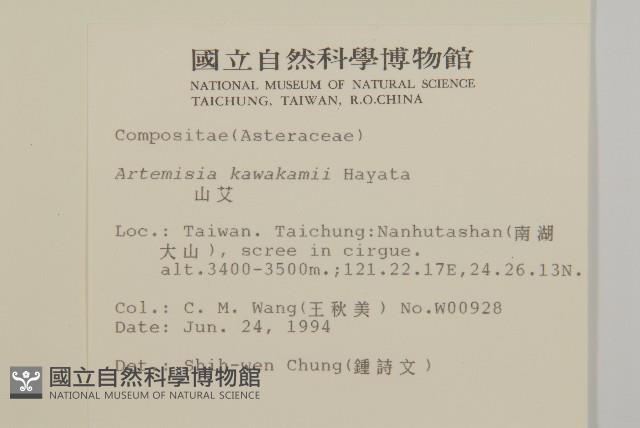 國立自然科學博物館
NATIONAL MUSEUM OF NATURAL SCIENCE
TAICHUNG, TAIWAN, R.O.CHINA
Compositae(Asteraceae)
Artemisia kawakamii Hayata
山艾
Loc.: Taiwan. Taichung:Nanhutashan(南湖
大山), scree in cirgue.
alt.3400-3500m.;121.22.17E,24.26.13N.
Col.: C. M. Wang(王秋美) No.W00928
Date: Jun. 24, 1994
Det.: Shih-wen Chung(鍾詩文)
國立自然科學博物館
NATIONAL MUSEUM OF NATURAL SCIENCE